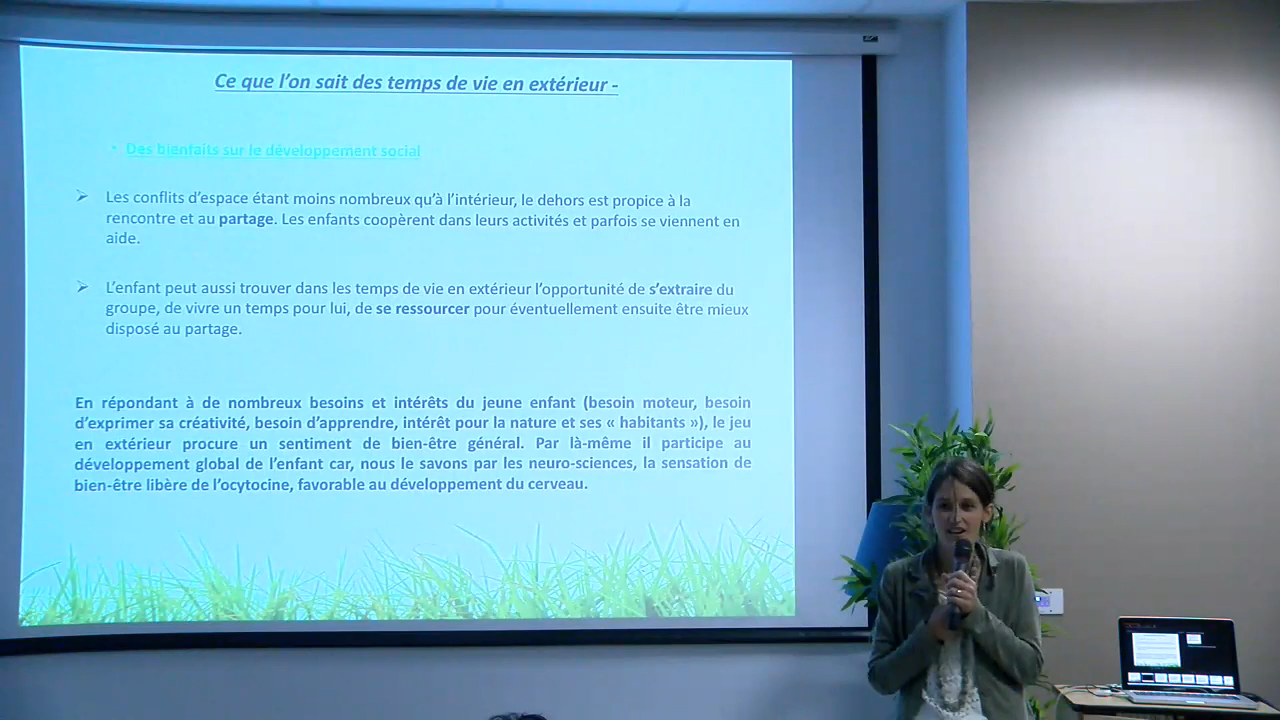 Ce que l'on sait des temps de vie en extérieur -
• Des bienfaits sur le développement social
➢ Les conflits d'espace étant moins nombreux qu'à l'intérieur, le dehors est propice à la
rencontre et au partage. Les enfants coopèrent dans leurs activités et parfois se viennent en
aide.
➢ L'enfant peut aussi trouver dans les temps de vie en extérieur l'opportunité de s'extraire du
groupe, de vivre un temps pour lui, de se ressourcer pour éventuellement ensuite être mieux
disposé au partage.
En répondant à de nombreux besoins et intérêts du jeune enfant (besoin moteur, besoin
d'exprimer sa créativité, besoin d'apprendre, intérêt pour la nature et ses « habitants »), le jeu
en extérieur procure un sentiment de bien-être général. Par là-même il participe au
développement global de l'enfant car, nous le savons par les neuro-sciences, la sensation de
bien-être libère de l'ocytocine, favorable au développement du cerveau.